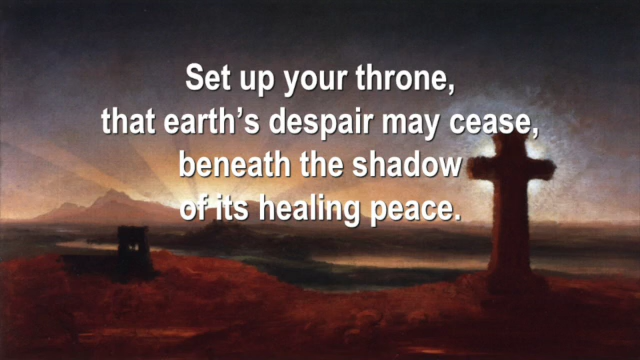 Set up your throne,
that earth’s despair may cease,
beneath the shadow
of its healing peace.